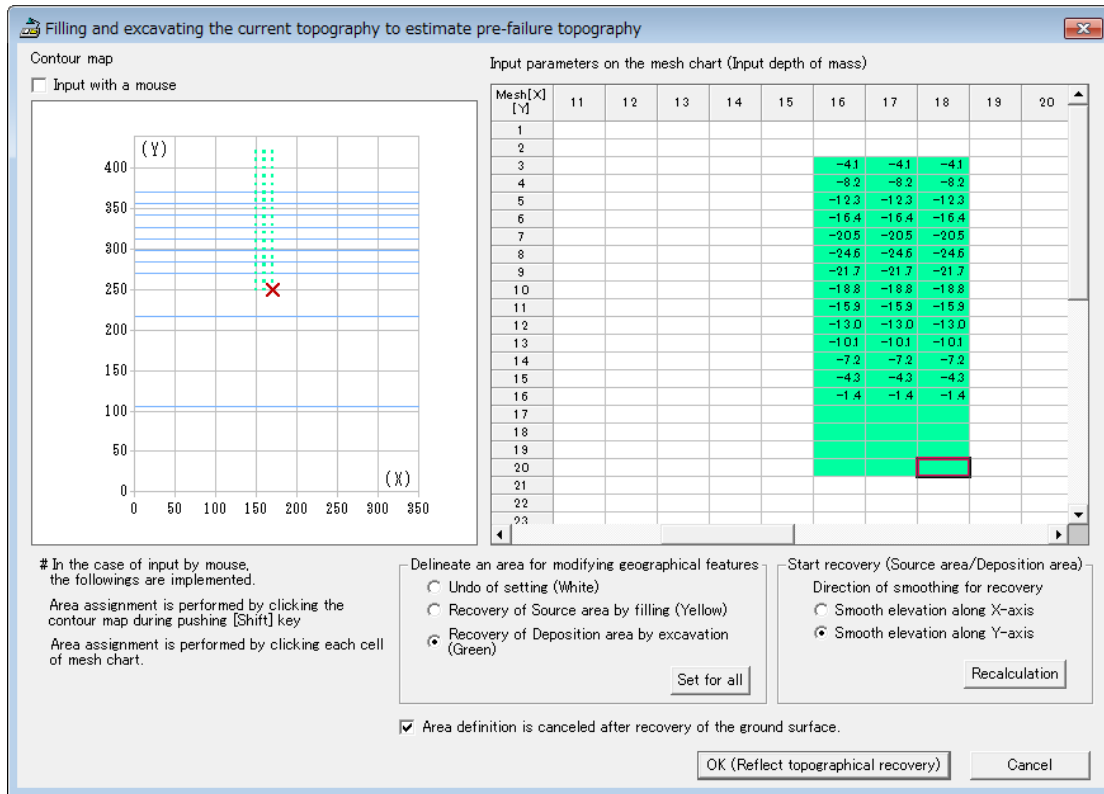 Filling and excavating the current topography to estimate pre-failure topography
Contour map
Input with a mouse
(Y)
400
350
300
250
200
150
100
50
0
(X)
0 50 100 150 200 250 300 350
Input parameters on the mesh chart (Input depth of mass)
Mesh[X] 11 12 13 14 15 16 17 18 19 20
[Y]
1
2
3 -4.1 -4.1 -4.1
4 -8.2 -8.2 -8.2
5 -12.3 -12.3 -12.3
6 -16.4 -16.4 -16.4
7 -20.5 -20.5 -20.5
8 -24.6 -24.6 -24.6
9 -21.7 -21.7 -21.7
10 -18.8 -18.8 -18.8
11 -15.9 -15.9 -15.9
12 -13.0 -13.0 -13.0
13 -10.1 -10.1 -10.1
14 -7.2 -7.2 -7.2
15 -4.3 -4.3 -4.3
16 -1.4 -1.4 -1.4
17
18
19
20
21
22
23
# In the case of input by mouse,
the followings are implemented.
Area assignment is performed by clicking the
contour map during pushing [Shift] key
Area assignment is performed by clicking each cell
of mesh chart.
Delineate an area for modifying geographical features
Undo of setting (White)
Recovery of Source area by filling (Yellow)
Recovery of Deposition area by excavation
(Green)
Set for all
Start recovery (Source area/Deposition area)
Direction of smoothing for recovery
Smooth elevation along X-axis
Smooth elevation along Y-axis
Recalculation
Area definition is canceled after recovery of the ground surface.
OK (Reflect topographical recovery)
Cancel